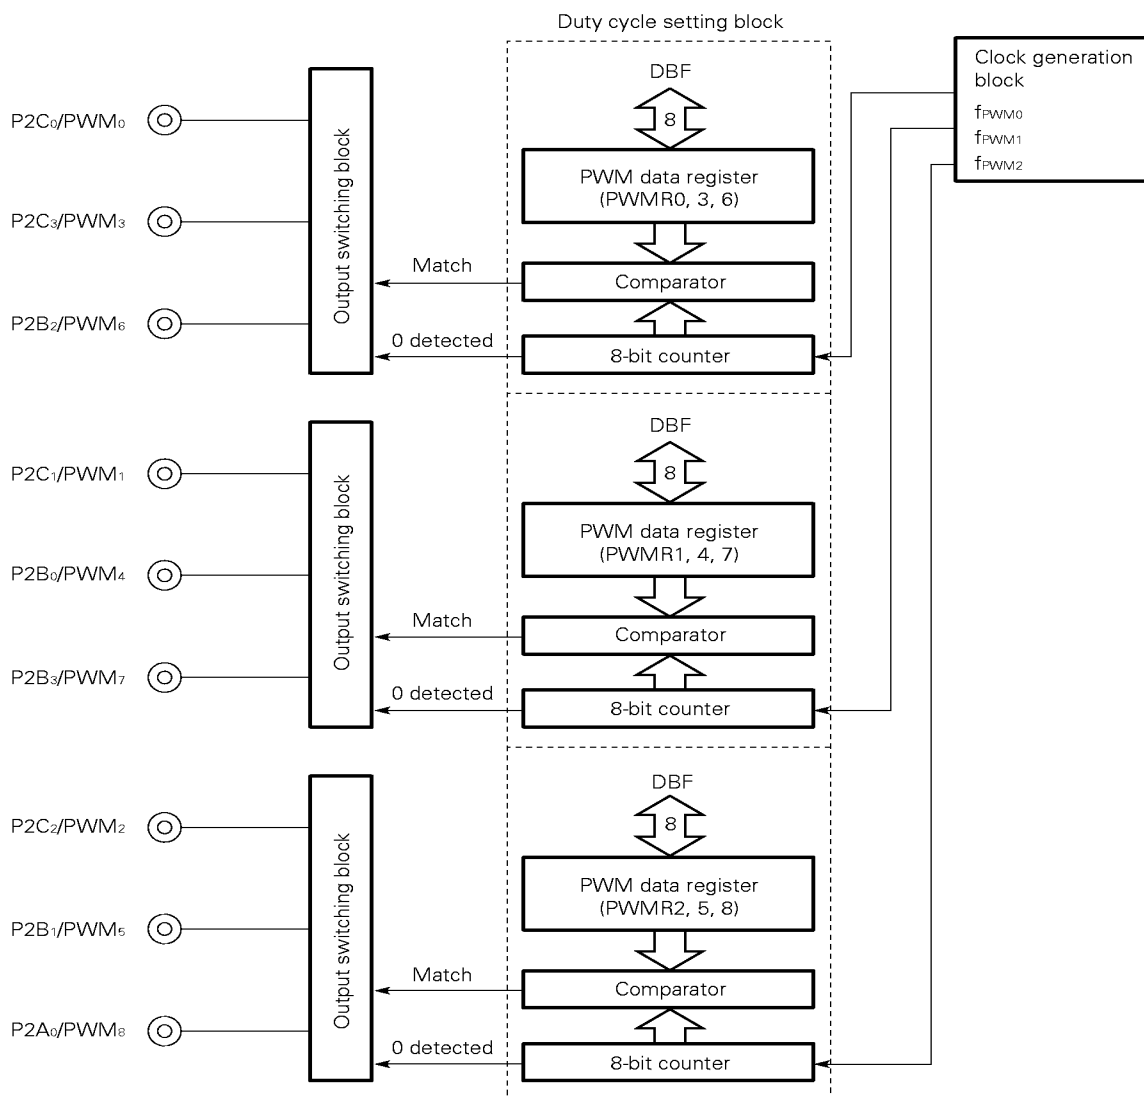 Duty cycle setting block
Clock generation
block
fPWM0
fPWM1
fPWM2
P2C0/PWM0
P2C3/PWM3
P2B2/PWM6
Output switching block
DBF
8
PWM data register
(PWMR0, 3, 6)
Match
Comparator
0 detected
8-bit counter
P2C1/PWM1
P2B0/PWM4
P2B3/PWM7
Output switching block
DBF
8
PWM data register
(PWMR1, 4, 7)
Match
Comparator
0 detected
8-bit counter
P2C2/PWM2
P2B1/PWM5
P2A0/PWM8
Output switching block
DBF
8
PWM data register
(PWMR2, 5, 8)
Match
Comparator
0 detected
8-bit counter